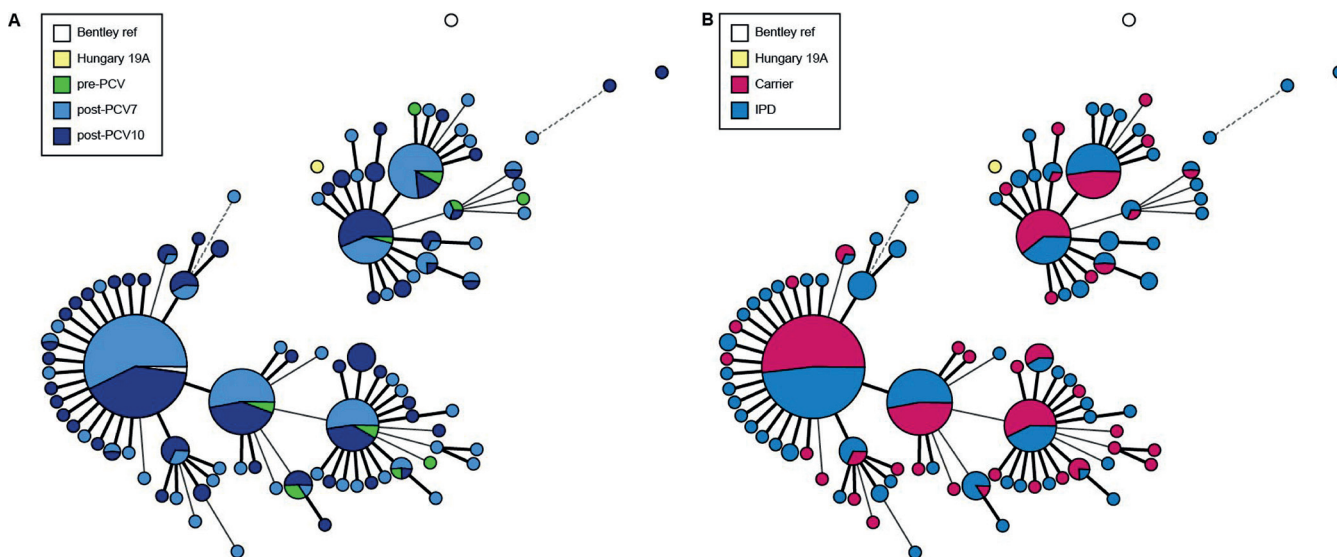 A
Bentley ref
Hungary 19A
pre-PCV
post-PCV7
post-PCV10
B
Bentley ref
Hungary 19A
Carrier
IPD